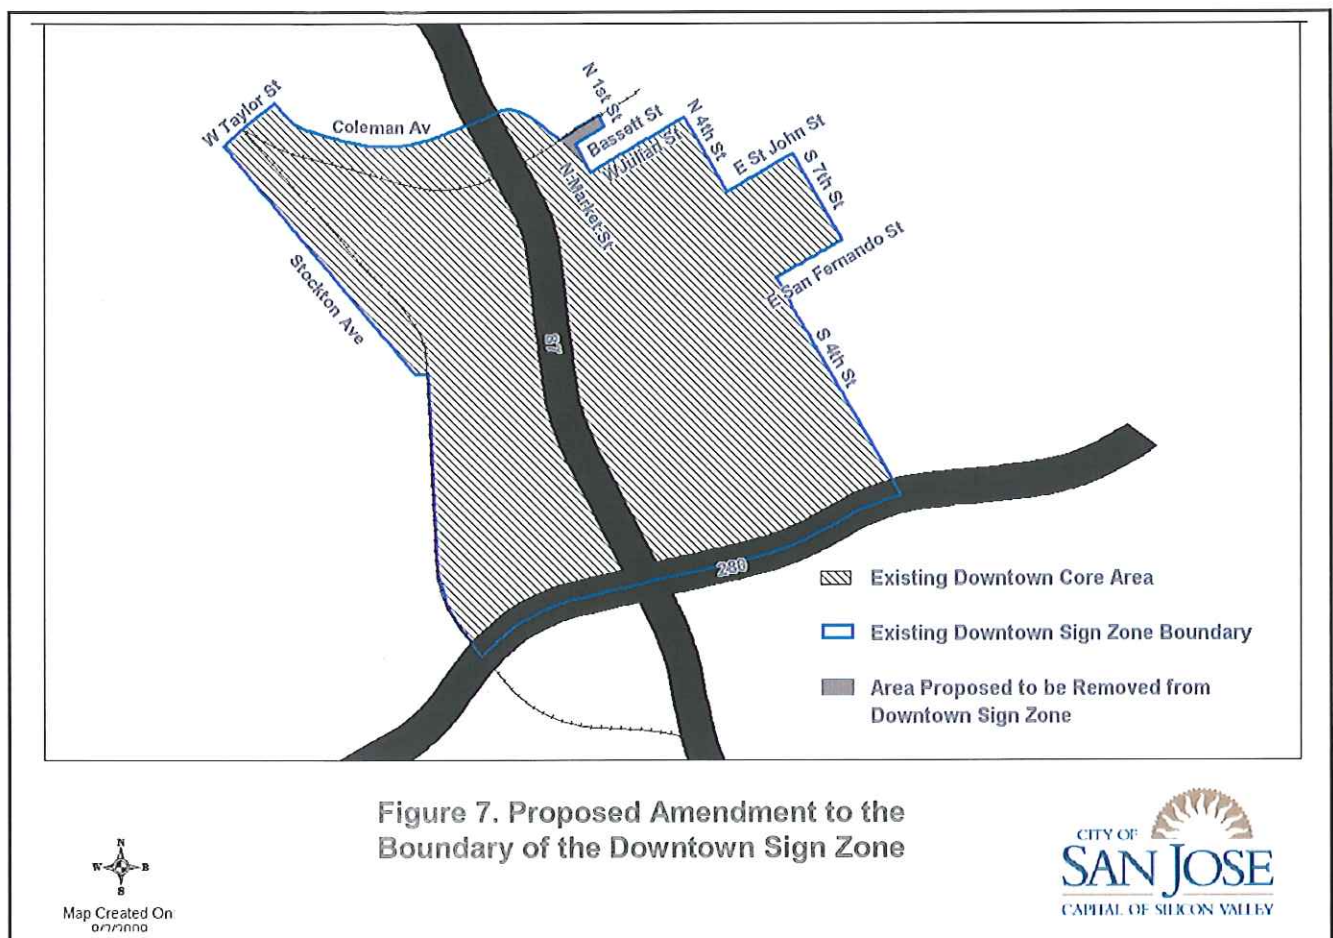 N 1st St
W Taylor St
Coleman Av
Bassett St
N 4th St
W Julian St
E St John St
S 7th St
N Market St
E San Fernando St
Stockton Ave
87
S 4th St
280
Existing Downtown Core Area
Existing Downtown Sign Zone Boundary
Area Proposed to be Removed from
Downtown Sign Zone
Figure 7. Proposed Amendment to the
Boundary of the Downtown Sign Zone
N
W E
S
Map Created On
CITY OF
SAN JOSE
CAPITAL OF SILICON VALLEY